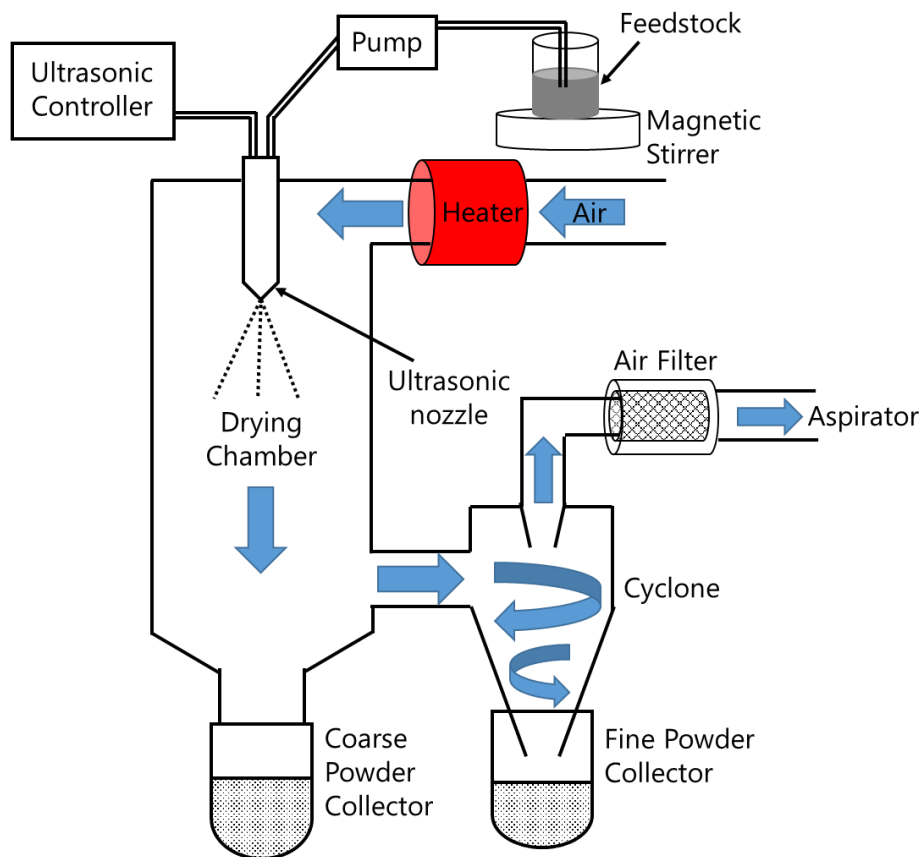 Feedstock
Pump
Ultrasonic
Controller
Magnetic
Stirrer
Heater
Air
Air Filter
Ultrasonic
nozzle
Aspirator
Drying
Chamber
Cyclone
Coarse
Powder
Collector
Fine Powder
Collector